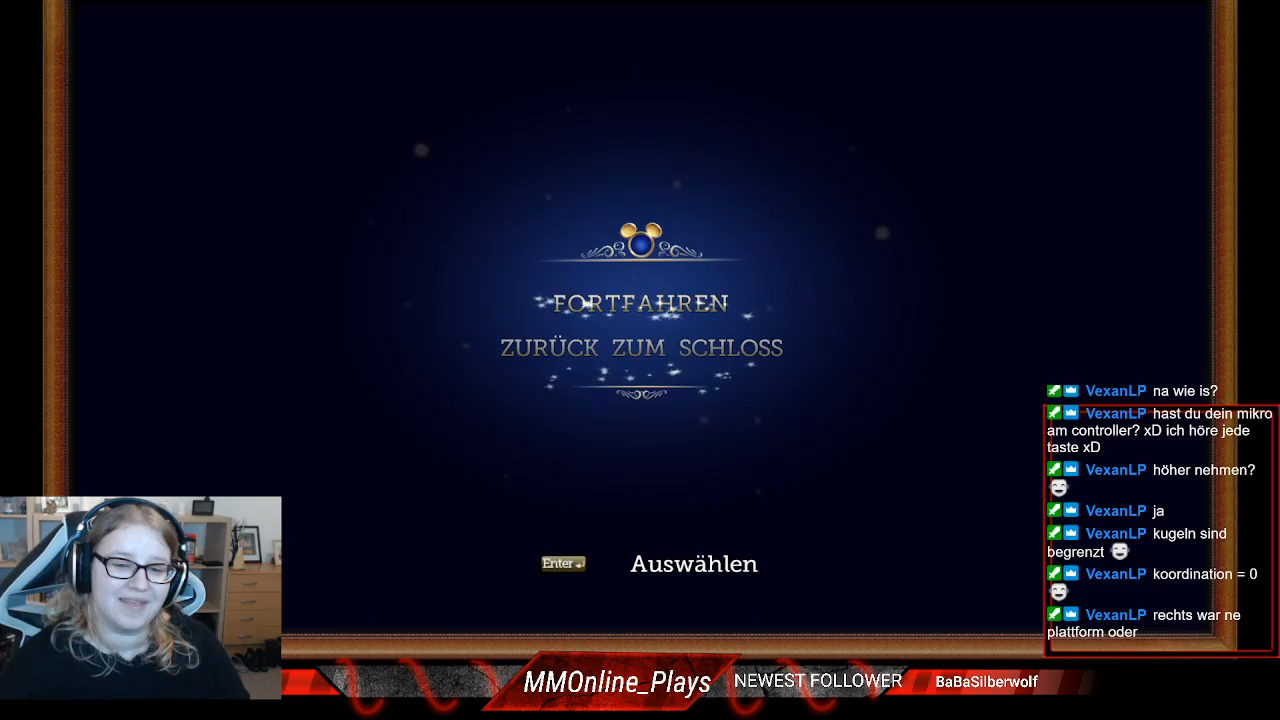 FORTFAHREN
ZURÜCK ZUM SCHLOSS
Enter
Auswählen
VexanLP na wie is?
VexanLP hast du dein mikro
am controller? xD ich höre jede
taste xD
VexanLP höher nehmen?
VexanLP ja
VexanLP kugeln sind
begrenzt
VexanLP koordination = 0
VexanLP rechts war ne
plattform oder
MMOnline_Plays
NEWEST FOLLOWER
BaBaSilberwolf